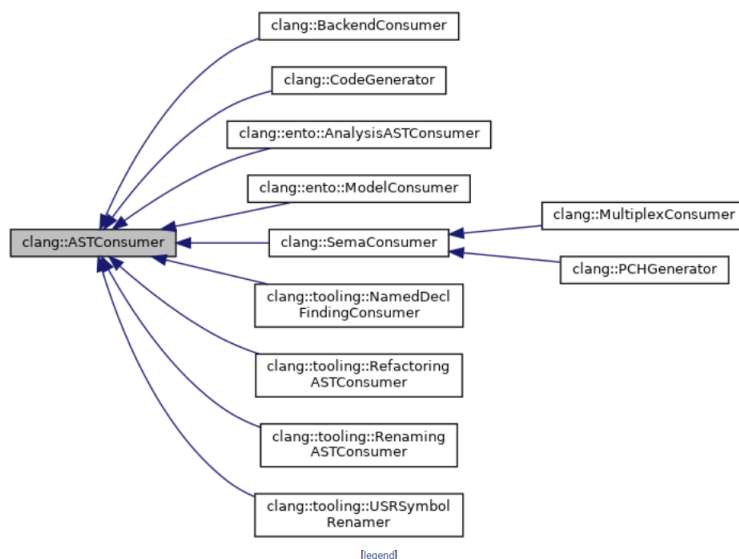 clang::BackendConsumer
clang::CodeGenerator
clang::ento::AnalysisASTConsumer
clang::ento::ModelConsumer
clang::ASTConsumer
clang::SemaConsumer
clang::MultiplexConsumer
clang::PCHGenerator
clang::tooling::NamedDecl
FindingConsumer
clang::tooling::Refactoring
ASTConsumer
clang::tooling::Renaming
ASTConsumer
clang::tooling::USRSymbol
Renamer
[legend]